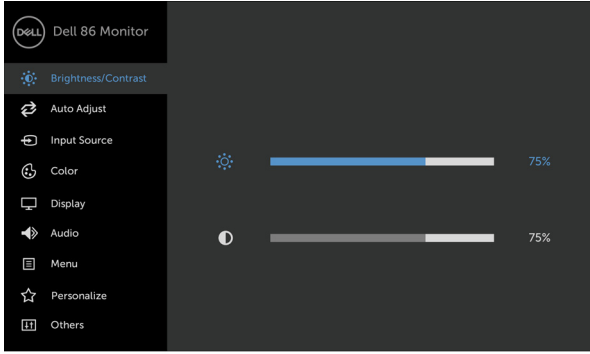 DELL
Dell 86 Monitor
Brightness/Contrast
Auto Adjust
Input Source
Color
Display
Audio
Menu
Personalize
Others
75%
75%